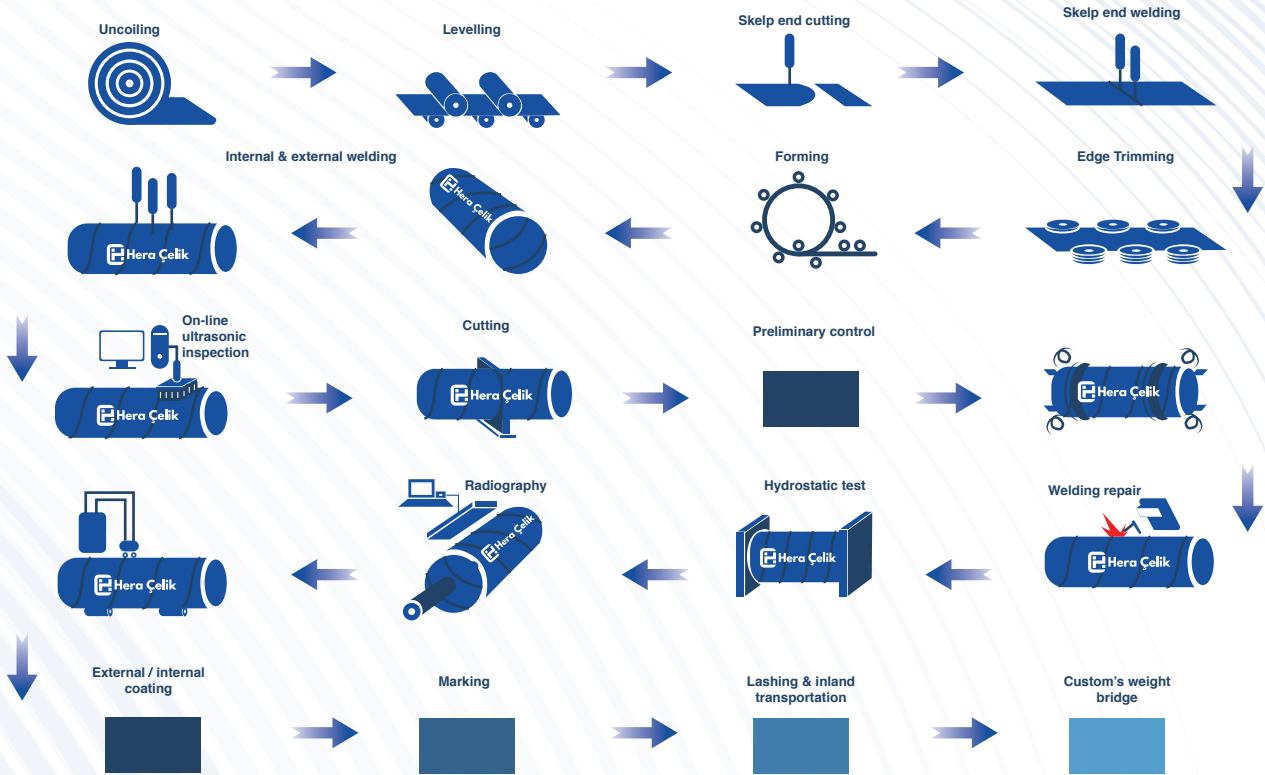 Uncoiling
Levelling
Skelp end cutting
Skelp end welding
Internal & external welding
Forming
Edge Trimming
Hera Çelik
Hera Çelik
On-line
ultrasonic
inspection
Cutting
Preliminary control
Hera Çelik
Hera Çelik
Hera Çelik
Radiography
Hydrostatic test
Welding repair
Hera Çelik
Hera Çelik
Hera Çelik
Hera Çelik
External / internal
coating
Marking
Lashing & inland
transportation
Custom's weight
bridge